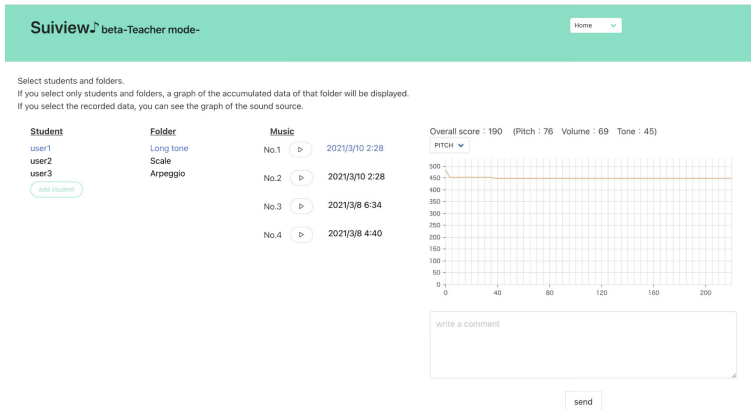 Suiview♪ beta-Teacher mode-
Home
Select students and folders.
If you select only students and folders, a graph of the accumulated data of that folder will be displayed.
If you select the recorded data, you can see the graph of the sound source.
Student
user1
user2
user3
add student
Folder
Long tone
Scale
Arpeggio
Music
No.1 2021/3/10 2:28
No.2 2021/3/10 2:28
No.3 2021/3/8 6:34
No.4 2021/3/8 4:40
Overall score：190 (Pitch：76 Volume：69 Tone：45)
PITCH
500
450
400
350
300
250
200
150
100
50
0
0 40 80 120 160 200
write a comment
send